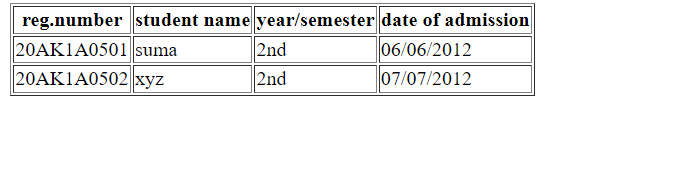 reg.number student name year/semester date of admission
20AK1A0501 suma 2nd 06/06/2012
20AK1A0502 xyz 2nd 07/07/2012